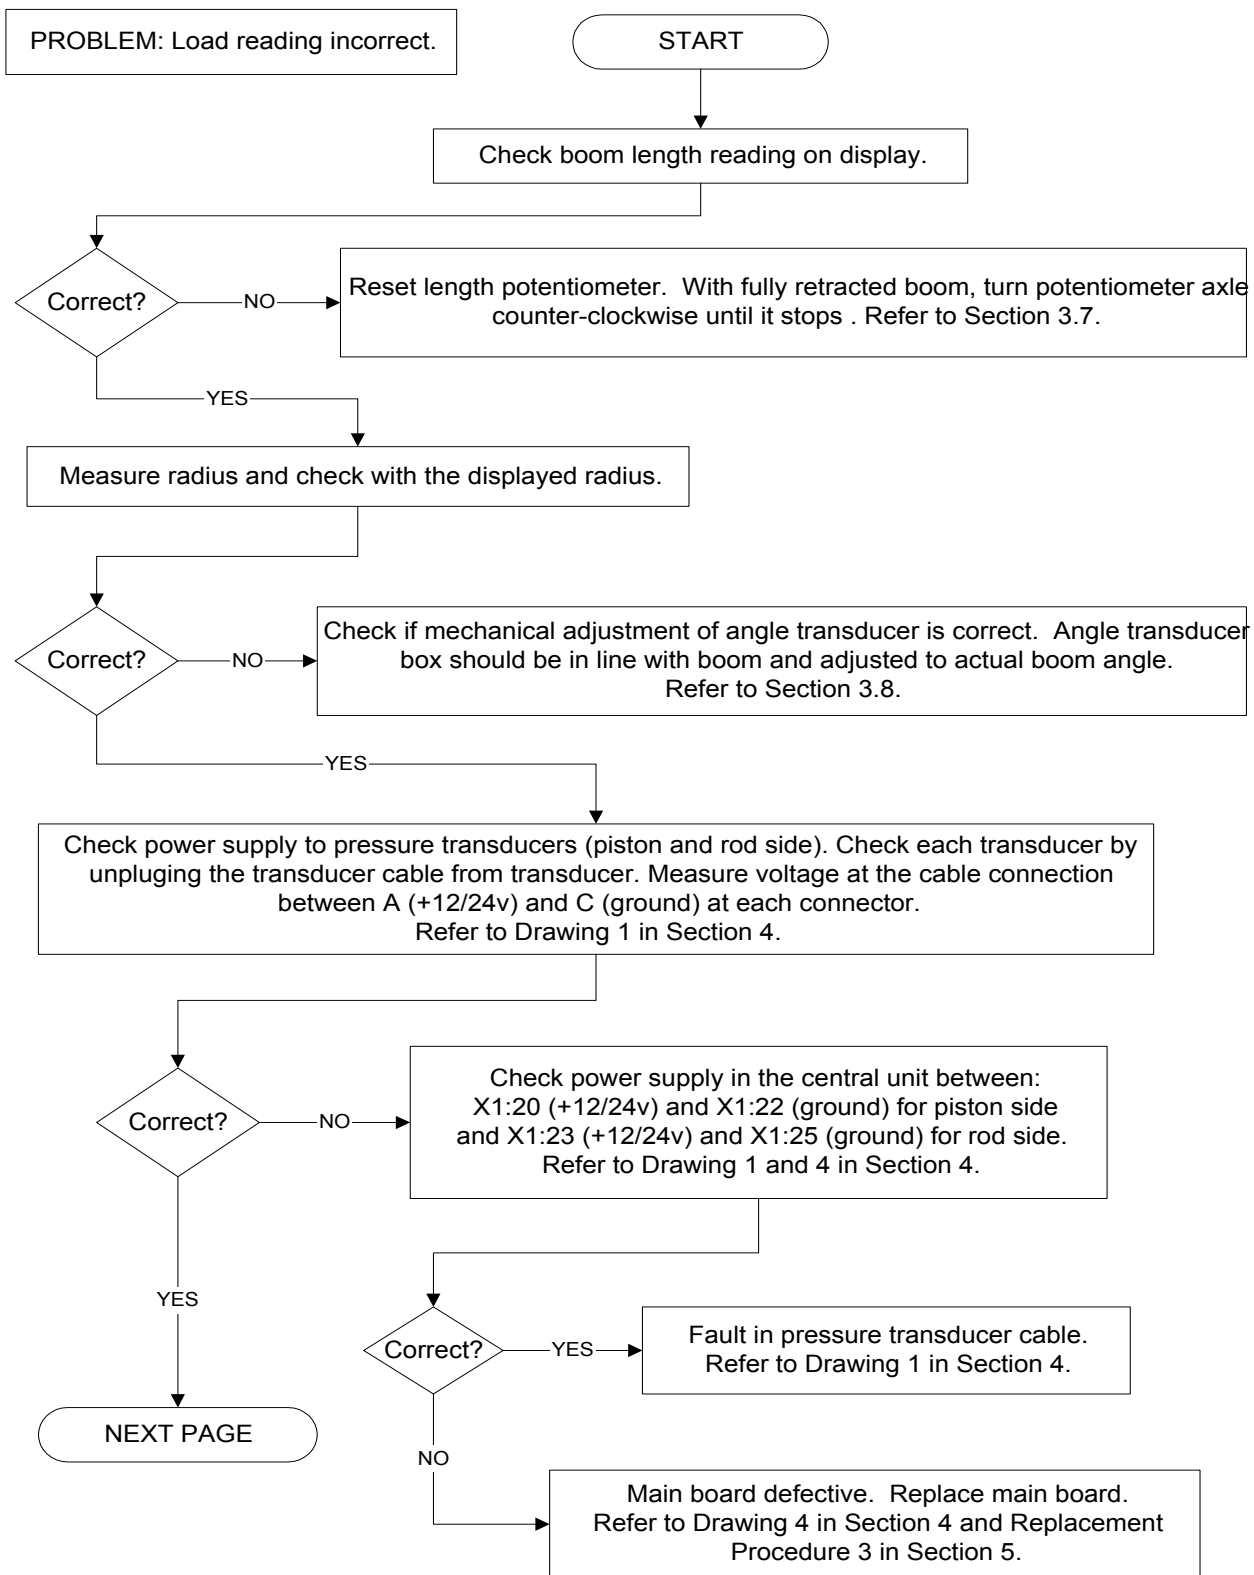 PROBLEM: Load reading incorrect.
START
Check boom length reading on display.
Correct?
NO
Reset length potentiometer.  With fully retracted boom, turn potentiometer axle
counter-clockwise until it stops . Refer to Section 3.7.
YES
Measure radius and check with the displayed radius.
Correct?
NO
Check if mechanical adjustment of angle transducer is correct.  Angle transducer
box should be in line with boom and adjusted to actual boom angle.
Refer to Section 3.8.
YES
Check power supply to pressure transducers (piston and rod side). Check each transducer by
unpluging the transducer cable from transducer. Measure voltage at the cable connection
between A (+12/24v) and C (ground) at each connector.
Refer to Drawing 1 in Section 4.
Correct?
NO
Check power supply in the central unit between:
X1:20 (+12/24v) and X1:22 (ground) for piston side
and X1:23 (+12/24v) and X1:25 (ground) for rod side.
Refer to Drawing 1 and 4 in Section 4.
YES
Correct?
YES
Fault in pressure transducer cable.
Refer to Drawing 1 in Section 4.
NEXT PAGE
NO
Main board defective.  Replace main board.
Refer to Drawing 4 in Section 4 and Replacement
Procedure 3 in Section 5.